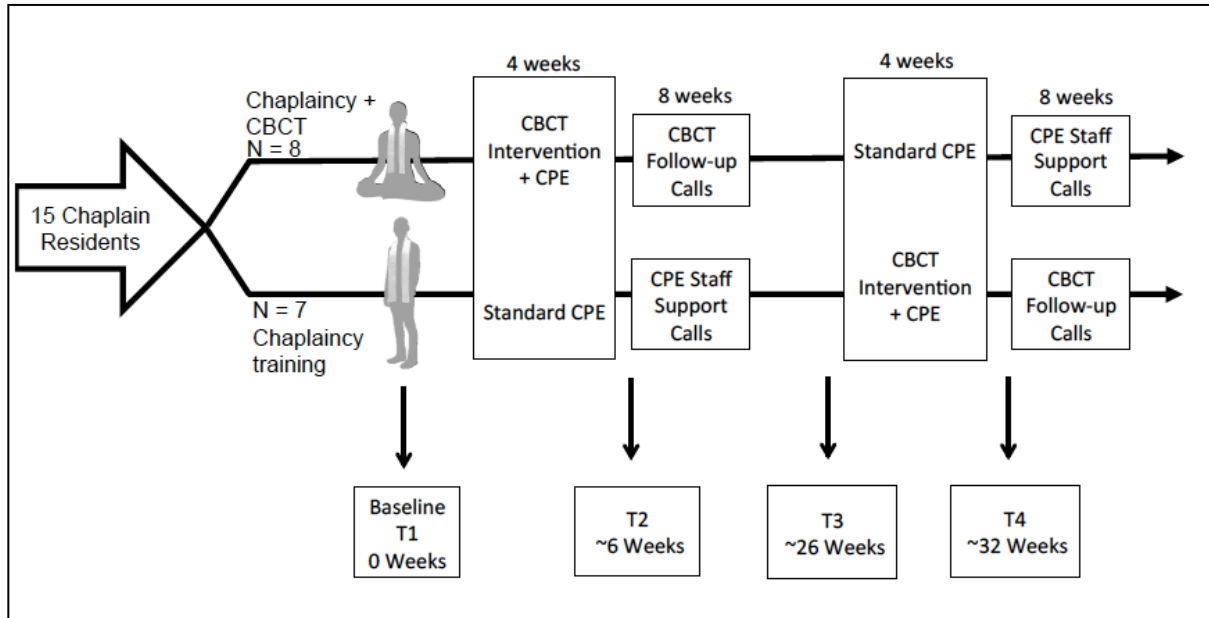 15 Chaplain
Residents
Chaplaincy +
CBCT
N = 8
N = 7
Chaplaincy
training
4 weeks
CBCT
Intervention
+ CPE
Standard CPE
8 weeks
CBCT
Follow-up
Calls
CPE Staff
Support
Calls
4 weeks
Standard CPE
CBCT
Intervention
+ CPE
8 weeks
CPE Staff
Support
Calls
CBCT
Follow-up
Calls
Baseline
T1
0 Weeks
T2
~6 Weeks
T3
~26 Weeks
T4
~32 Weeks